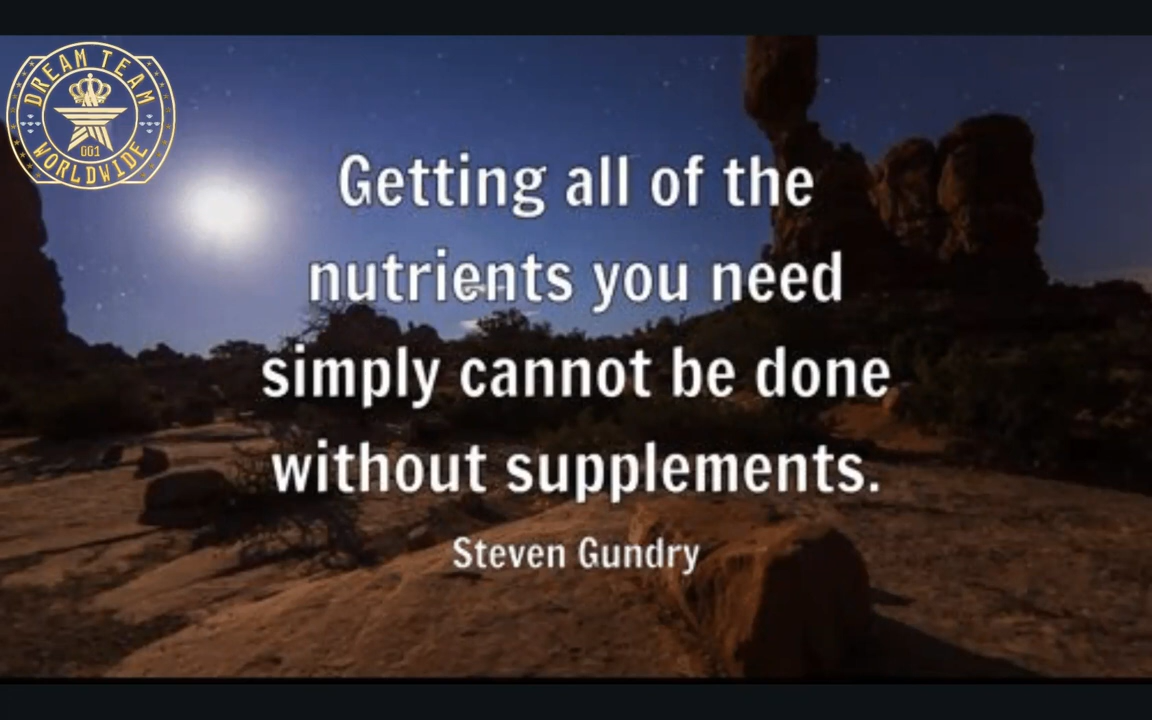 DREAM TEAM
001
WORLDWIDE
Getting all of the
nutrients you need
simply cannot be done
without supplements.
Steven Gundry